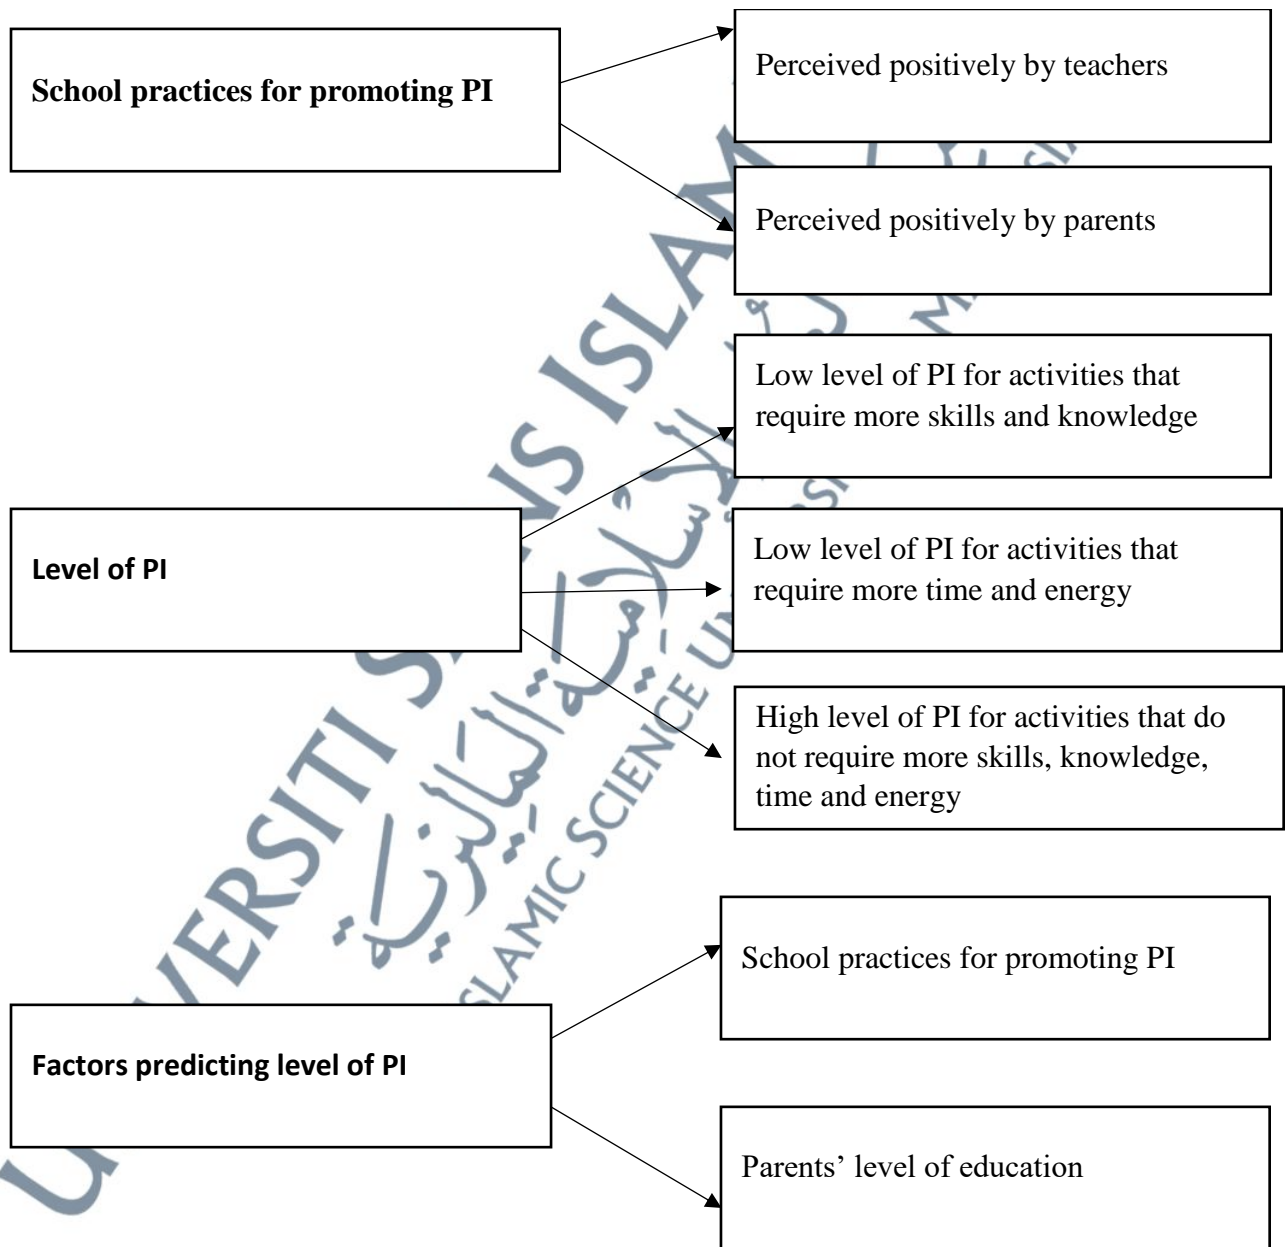 School practices for promoting PI
Perceived positively by teachers
Perceived positively by parents
Low level of PI for activities that
require more skills and knowledge
Level of PI
Low level of PI for activities that
require more time and energy
High level of PI for activities that do
not require more skills, knowledge,
time and energy
School practices for promoting PI
Factors predicting level of PI
Parents’ level of education